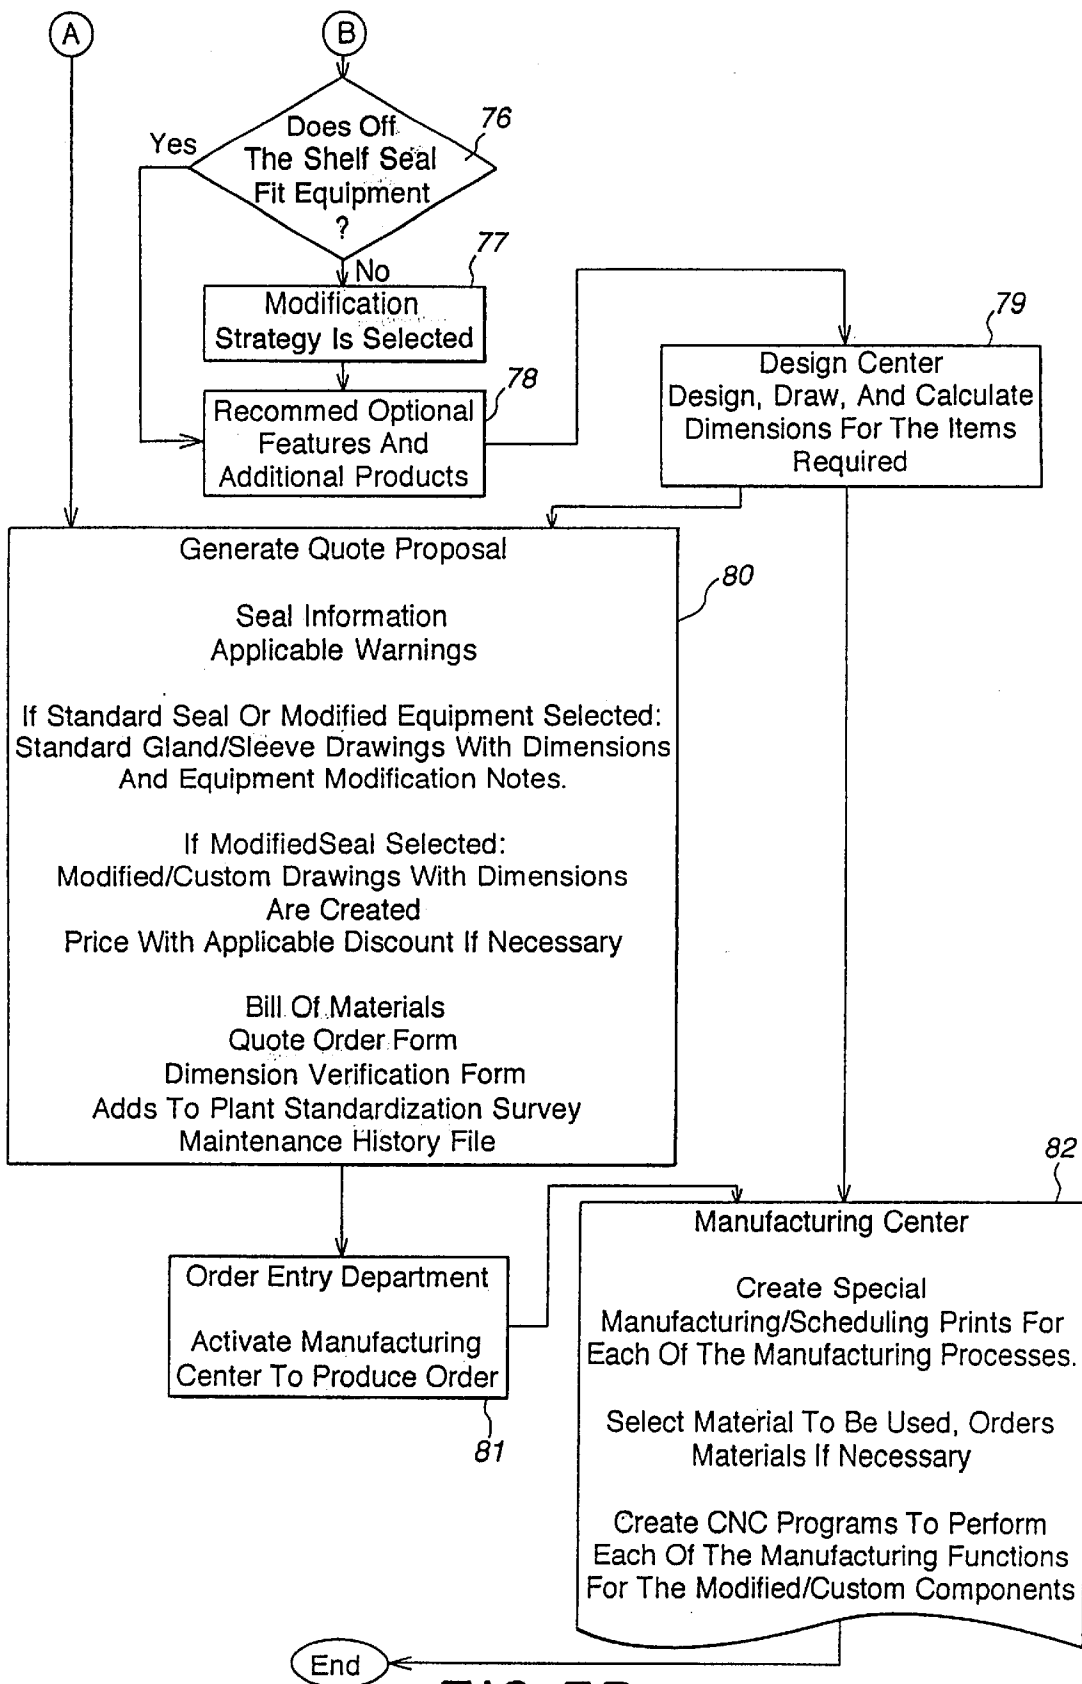 A
B
Does Off
The Shelf Seal
Fit Equipment
?
76
Yes
No
77
Modification
Strategy Is Selected
78
Recommed Optional
Features And
Additional Products
79
Design Center
Design, Draw, And Calculate
Dimensions For The Items
Required
80
Generate Quote Proposal
Seal Information
Applicable Warnings
If Standard Seal Or Modified Equipment Selected:
Standard Gland/Sleeve Drawings With Dimensions
And Equipment Modification Notes.
If ModifiedSeal Selected:
Modified/Custom Drawings With Dimensions
Are Created
Price With Applicable Discount If Necessary
Bill Of Materials
Quote Order Form
Dimension Verification Form
Adds To Plant Standardization Survey
Maintenance History File
Order Entry Department
Activate Manufacturing
Center To Produce Order
81
82
Manufacturing Center
Create Special
Manufacturing/Scheduling Prints For
Each Of The Manufacturing Processes.
Select Material To Be Used, Orders
Materials If Necessary
Create CNC Programs To Perform
Each Of The Manufacturing Functions
For The Modified/Custom Components
End